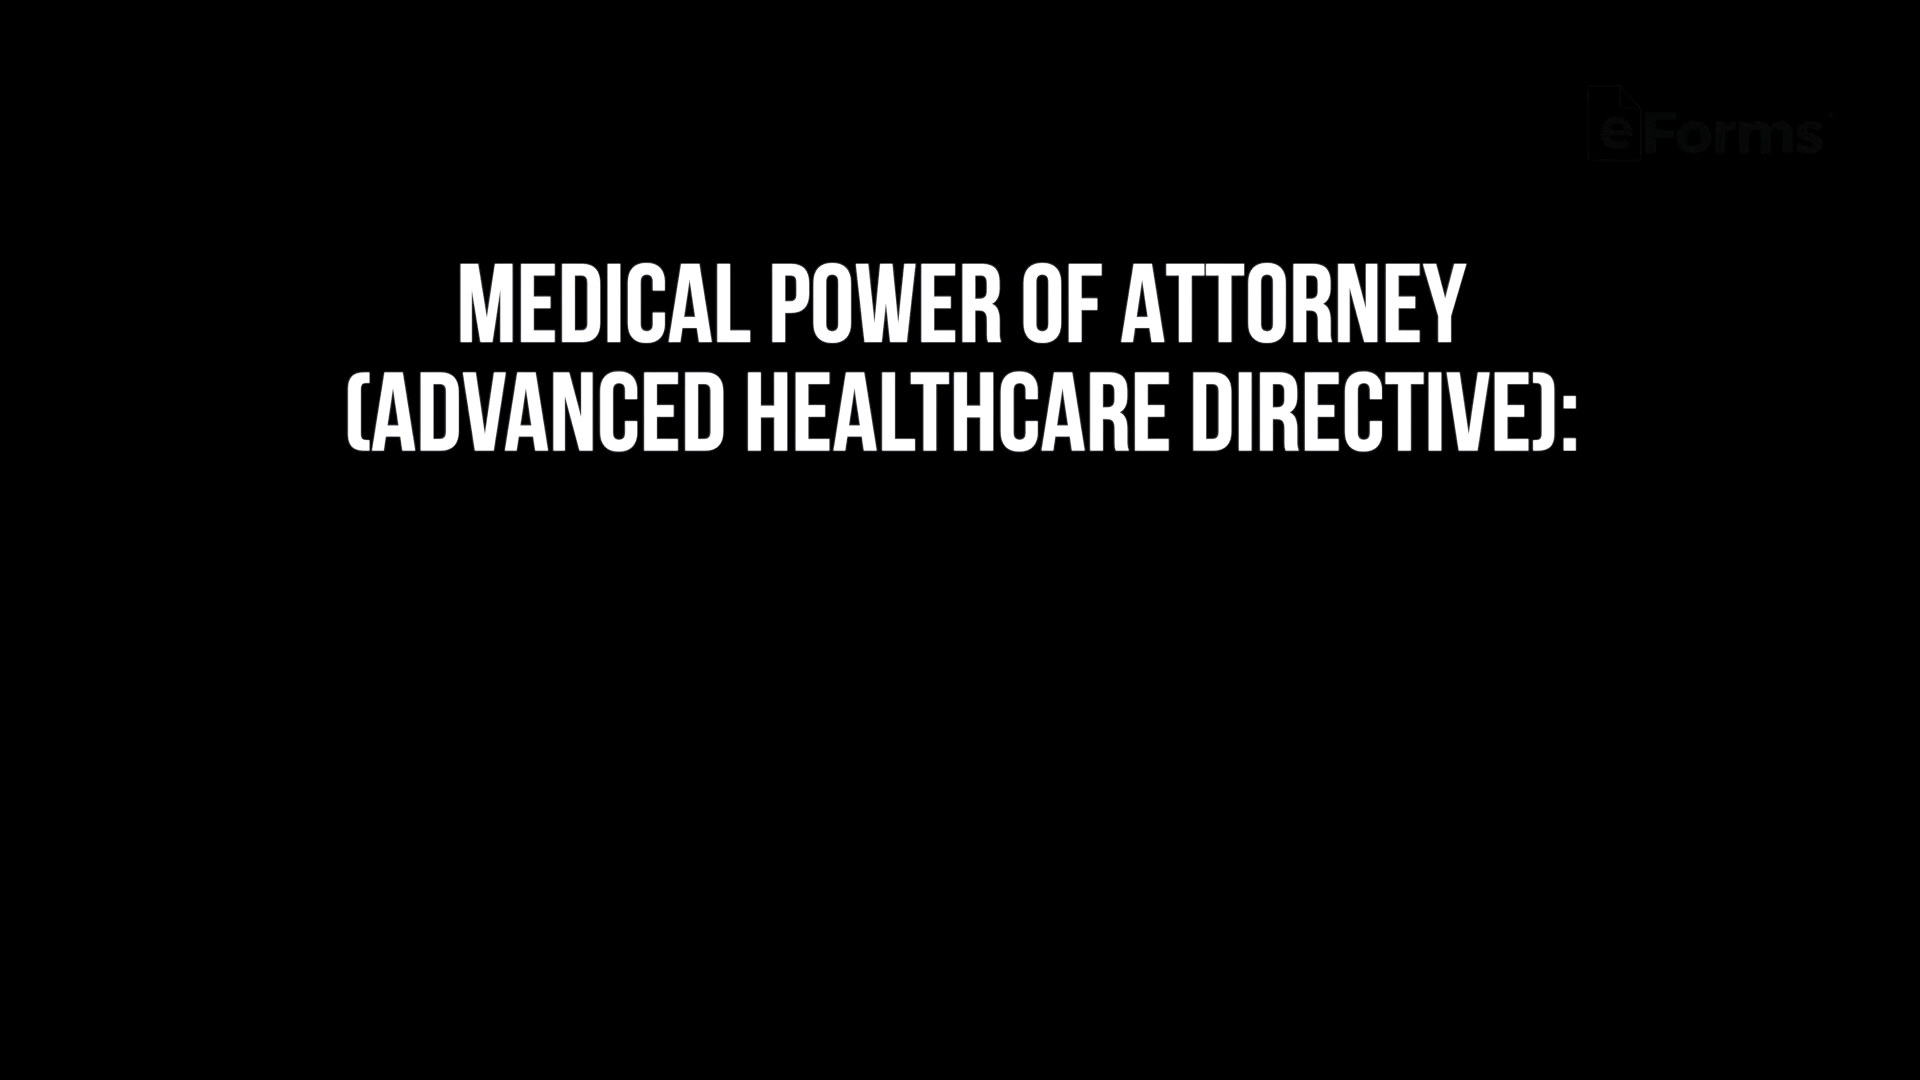 eForms
MEDICAL POWER OF ATTORNEY
(ADVANCED HEALTHCARE DIRECTIVE):